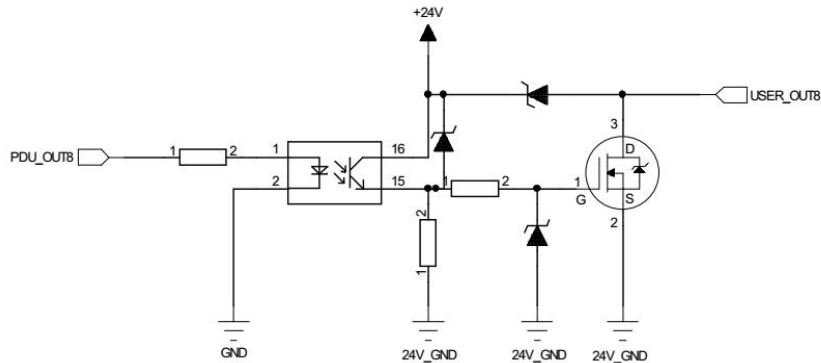 +24V
USER_OUT8
3
D
PDU_OUT8
1
2
1
16
2
15
1
2
1
G
S
2
2
1
GND
24V_GND
24V_GND
24V_GND